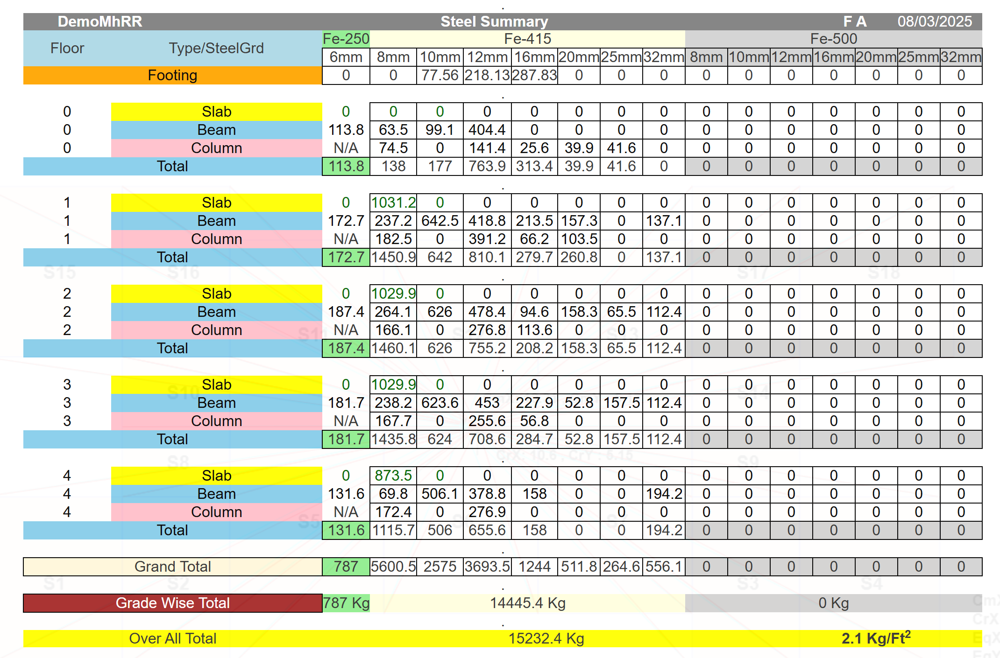 .
DemoMhRR Steel Summary F A 08/03/2025
Floor Type/SteelGrd Fe-250 Fe-415 Fe-500
6mm 8mm 10mm 12mm 16mm 20mm 25mm 32mm 8mm 10mm 12mm 16mm 20mm 25mm 32mm
Footing 0 0 77.56 218.13 287.83 0 0 0 0 0 0 0 0 0 0
.
0 Slab 0 0 0 0 0 0 0 0 0 0 0 0 0 0 0
0 Beam 113.8 63.5 99.1 404.4 0 0 0 0 0 0 0 0 0 0 0
0 Column N/A 74.5 0 141.4 25.6 39.9 41.6 0 0 0 0 0 0 0 0
Total 113.8 138 177 763.9 313.4 39.9 41.6 0 0 0 0 0 0 0 0
.
1 Slab 0 1031.2 0 0 0 0 0 0 0 0 0 0 0 0 0
1 Beam 172.7 237.2 642.5 418.8 213.5 157.3 0 137.1 0 0 0 0 0 0 0
1 Column N/A 182.5 0 391.2 66.2 103.5 0 0 0 0 0 0 0 0 0
Total 172.7 1450.9 642 810.1 279.7 260.8 0 137.1 0 0 0 0 0 0 0
S15 S16 S17 S18
.
2 Slab 0 1029.9 0 0 0 0 0 0 0 0 0 0 0 0 0
2 Beam 187.4 264.1 626 478.4 94.6 158.3 65.5 112.4 0 0 0 0 0 0 0
2 Column N/A 166.1 0 276.8 113.6 0 0 0 0 0 0 0 0 0 0
S13
Total 187.4 1460.1 626 755.2 208.2 158.3 65.5 112.4 0 0 0 0 0 0 0
.
3 Slab 0 1029.9 0 0 0 0 0 0 0 0 0 0 0 0 0
S10 S14
3 Beam 181.7 238.2 623.6 453 227.9 52.8 157.5 112.4 0 0 0 0 0 0 0
3 Column N/A 167.7 0 255.6 56.8 0 0 0 0 0 0 0 0 0 0
Total 181.7 1435.8 624 708.6 284.7 52.8 157.5 112.4 0 0 0 0 0 0 0
CrX: 10.6 , CrY : 5.15
.
S8 S9
4 Slab 0 873.5 0 0 0 0 0 0 0 0 0 0 0 0 0
4 Beam 131.6 69.8 506.1 378.8 158 0 0 194.2 0 0 0 0 0 0 0
4 Column N/A 172.4 0 276.9 0 0 0 0 0 0 0 0 0 0 0
S5 S6 S7
Total 131.6 1115.7 506 655.6 158 0 0 194.2 0 0 0 0 0 0 0
.
Grand Total 787 5600.5 2575 3693.5 1244 511.8 264.6 556.1 0 0 0 0 0 0 0
S1 S2 S3 S4
.
Grade Wise Total 787 Kg 14445.4 Kg 0 Kg
CrX
.
Over All Total 15232.4 Kg 2.1 Kg/Ft²
EqX
EqY